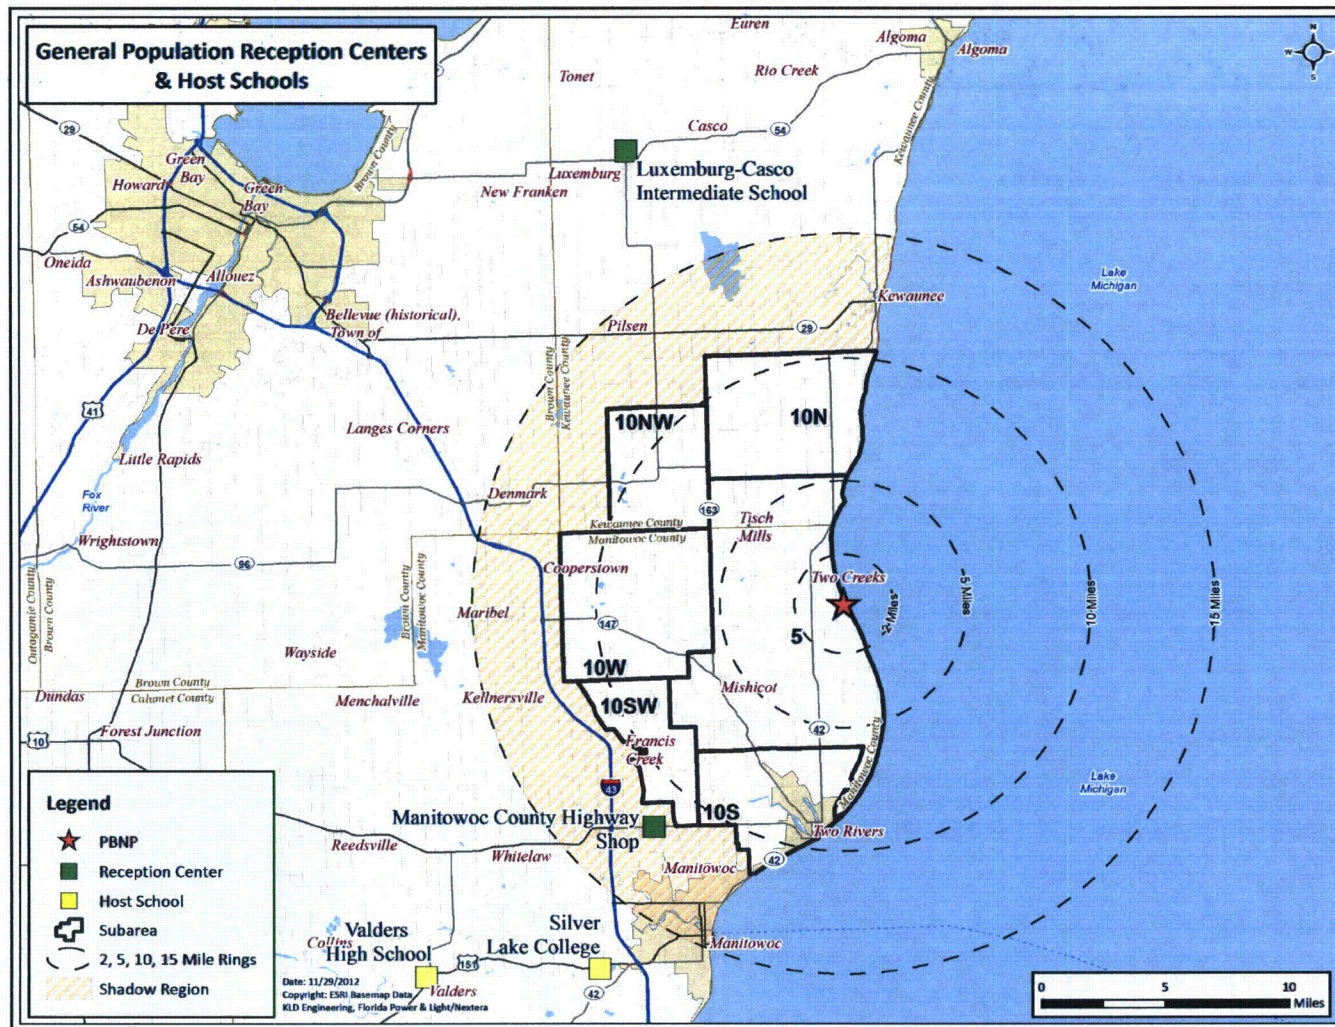 General Population Reception Centers
& Host Schools
Euren
Algoma
Algoma
N
W
S
Tonet
Rio Creek
Casco
54
29
Green
Bay
Howard
Green
Bay
Brown County
Kewaunee County
Luxemburg
New Franken
Luxemburg-Casco
Intermediate School
54
Oneida
Ashwaubenon
Allouez
De Pere
Bellevue (historical),
Town of
Pilsen
29
Kewaunee
Lake
Michigan
41
Brown County
Kewaunee County
10NW
10N
Langes Corners
Little Rapids
Fox
River
Denmark
163
Tisch
Mills
Kewaunee County
Manitowoc County
Wrightstown
96
Cooperstown
Two Creeks
2 Miles
5 Miles
10 Miles
15 Miles
Outagamie County
Brown County
Brown County
Manitowoc County
Maribel
147
5
Wayside
10W
Brown County
Calumet County
Dundas
Menchalville
Kellnersville
10SW
Mishicot
10
Forest Junction
Francis
Creek
42
Manitowoc County
Lake
Michigan
43
10S
Manitowoc County Highway
Shop
Reedsville
Whitelaw
Two Rivers
42
Manitowoc
Legend
PBNP
Reception Center
Host School
Subarea
2, 5, 10, 15 Mile Rings
Shadow Region
Collins
Valders
High School
Silver
Lake College
151
Valders
42
Manitowoc
Date: 11/29/2012
Copyright: ESRI Basemap Data
KLD Engineering, Florida Power & Light/Nextera
0
5
10
Miles